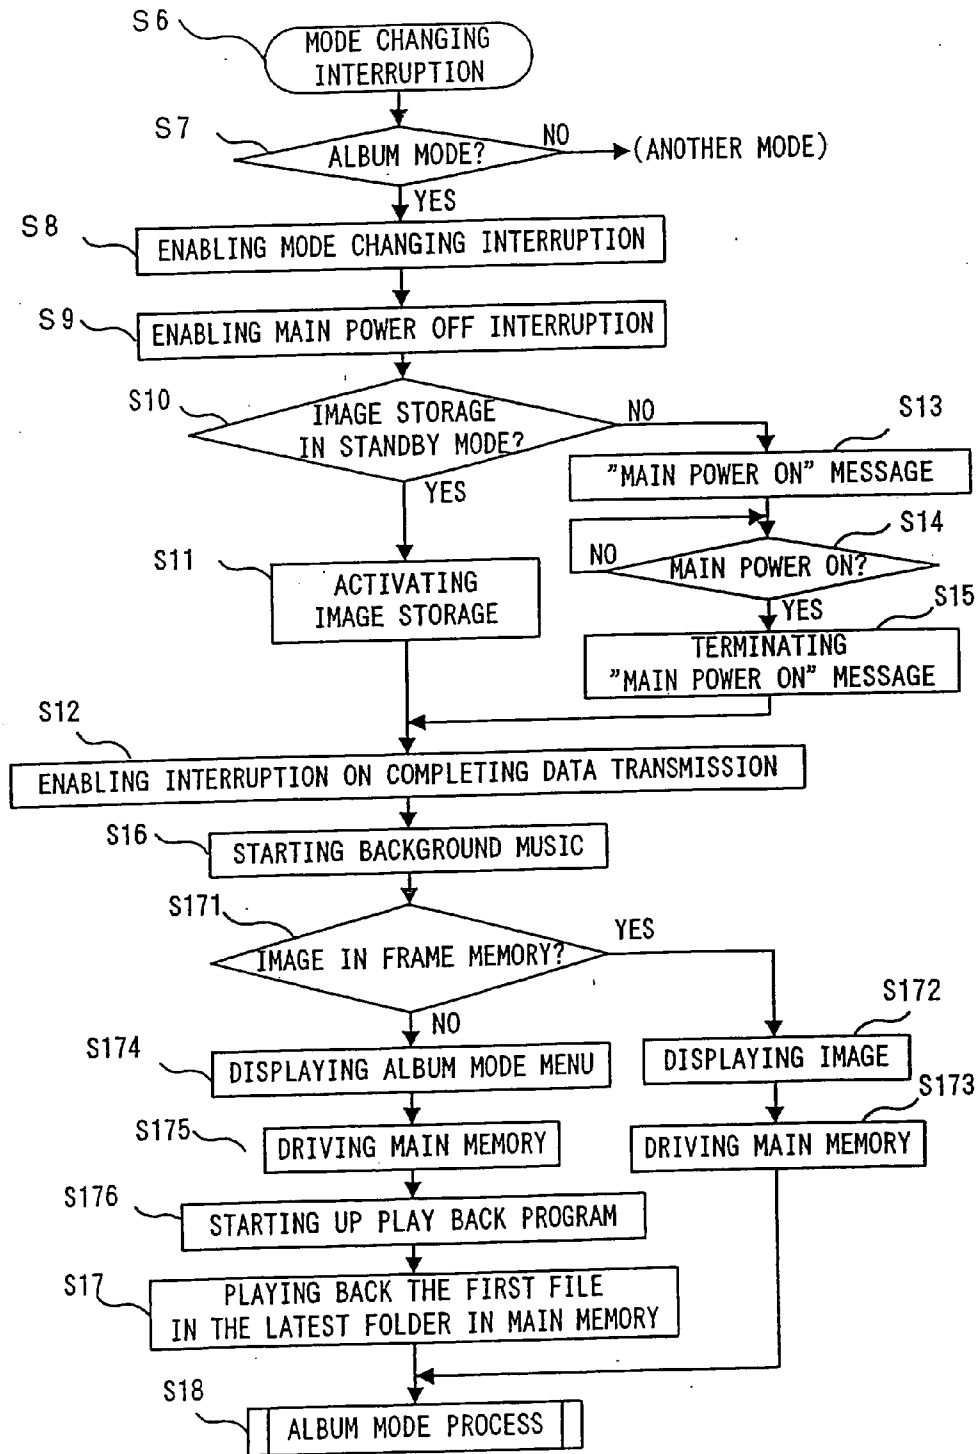 S6
MODE CHANGING
INTERRUPTION
S7
ALBUM MODE?
NO
(ANOTHER MODE)
YES
S8
ENABLING MODE CHANGING INTERRUPTION
S9
ENABLING MAIN POWER OFF INTERRUPTION
S10
IMAGE STORAGE
IN STANDBY MODE?
NO
YES
S13
"MAIN POWER ON" MESSAGE
S14
NO
MAIN POWER ON?
YES
S11
ACTIVATING
IMAGE STORAGE
S15
TERMINATING
"MAIN POWER ON" MESSAGE
S12
ENABLING INTERRUPTION ON COMPLETING DATA TRANSMISSION
S16
STARTING BACKGROUND MUSIC
S171
IMAGE IN FRAME MEMORY?
YES
NO
S172
DISPLAYING IMAGE
S173
DRIVING MAIN MEMORY
S174
DISPLAYING ALBUM MODE MENU
S175
DRIVING MAIN MEMORY
S176
STARTING UP PLAY BACK PROGRAM
S17
PLAYING BACK THE FIRST FILE
IN THE LATEST FOLDER IN MAIN MEMORY
S18
ALBUM MODE PROCESS